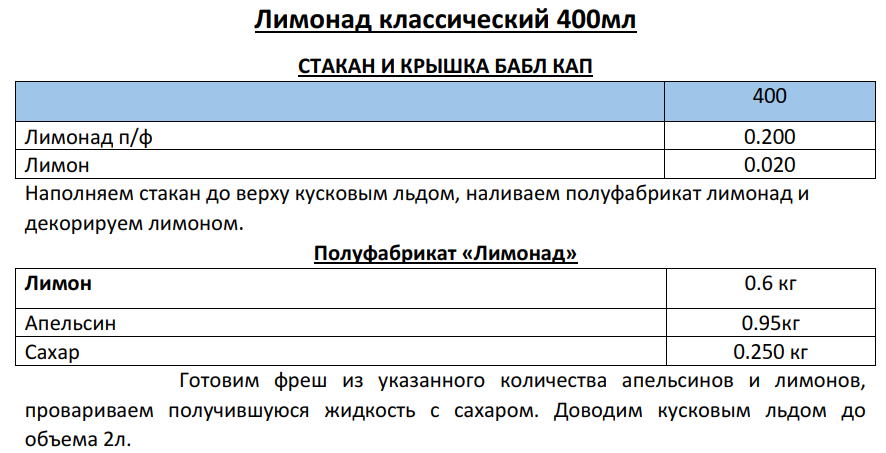 Лимонад классический 400мл
СТАКАН И КРЫШКА БАБЛ КАП
400
Лимонад п/ф 0.200
Лимон 0.020
Наполняем стакан до верху кусковым льдом, наливаем полуфабрикат лимонад и
декорируем лимоном.
Полуфабрикат «Лимонад»
Лимон 0.6 кг
Апельсин 0.95кг
Сахар 0.250 кг
Готовим фреш из указанного количества апельсинов и лимонов,
провариваем получившуюся жидкость с сахаром. Доводим кусковым льдом до
объема 2л.